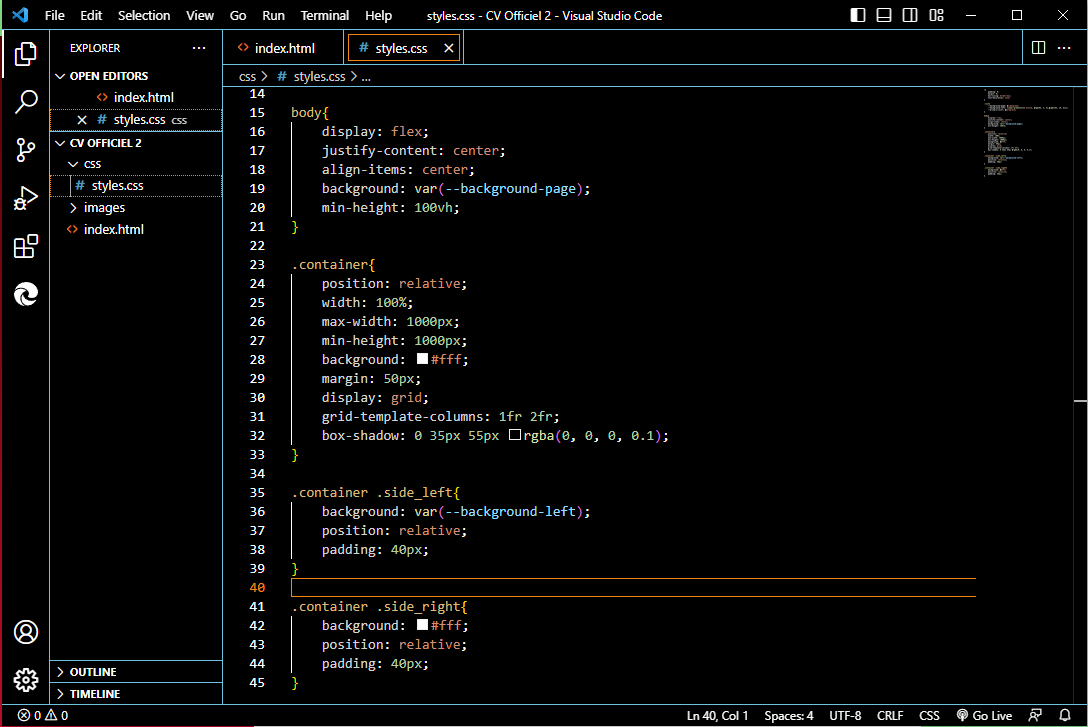 File Edit Selection View Go Run Terminal Help styles.css - CV Officiel 2 - Visual Studio Code
EXPLORER ...
OPEN EDITORS
<> index.html
# styles.css css
CV OFFICIEL 2
css
# styles.css
images
<> index.html
OUTLINE
TIMELINE
<> index.html # styles.css
css > # styles.css > ...
14
15 body{
16 display: flex;
17 justify-content: center;
18 align-items: center;
19 background: var(--background-page);
20 min-height: 100vh;
21 }
22
23 .container{
24 position: relative;
25 width: 100%;
26 max-width: 1000px;
27 min-height: 1000px;
28 background: #fff;
29 margin: 50px;
30 display: grid;
31 grid-template-columns: 1fr 2fr;
32 box-shadow: 0 35px 55px rgba(0, 0, 0, 0.1);
33 }
34
35 .container .side_left{
36 background: var(--background-left);
37 position: relative;
38 padding: 40px;
39 }
40
41 .container .side_right{
42 background: #fff;
43 position: relative;
44 padding: 40px;
45 }
0 0 Ln 40, Col 1 Spaces: 4 UTF-8 CRLF CSS Go Live